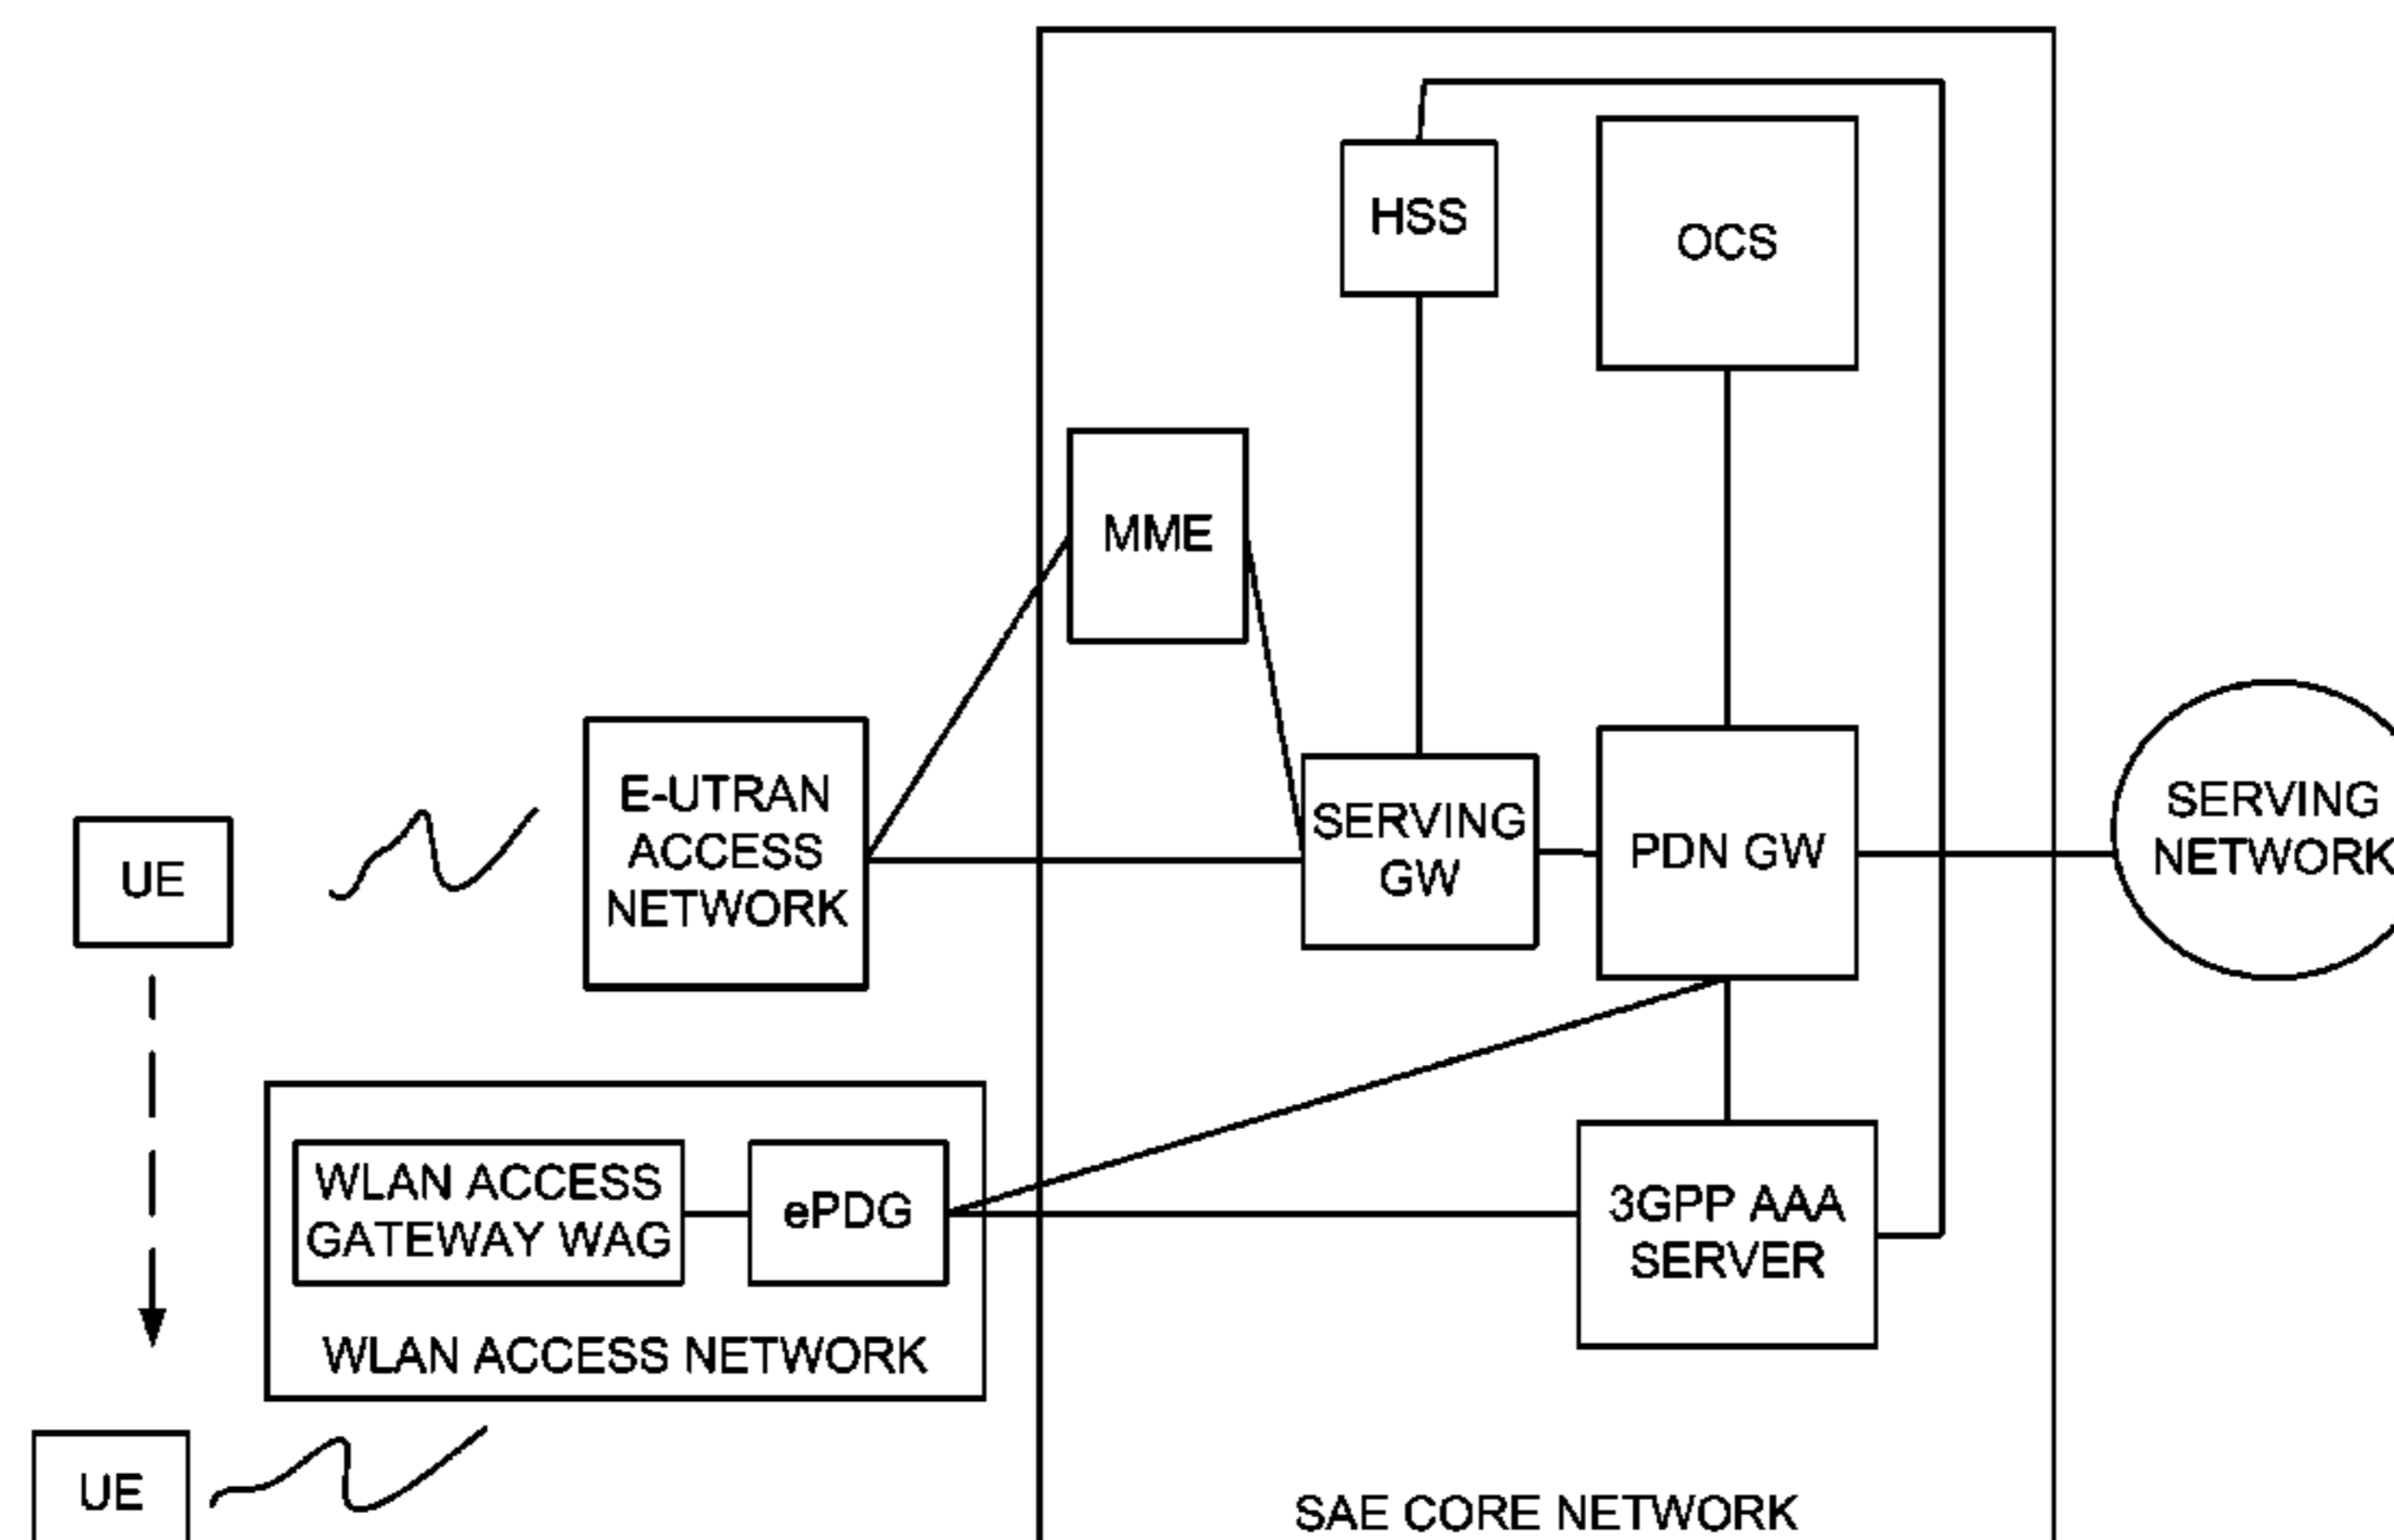 HSS
OCS
MME
E-UTRAN
ACCESS
NETWORK
SERVING
GW
PDN GW
SERVING
NETWORK
UE
WLAN ACCESS
GATEWAY WAG
ePDG
3GPP AAA
SERVER
WLAN ACCESS NETWORK
UE
SAE CORE NETWORK